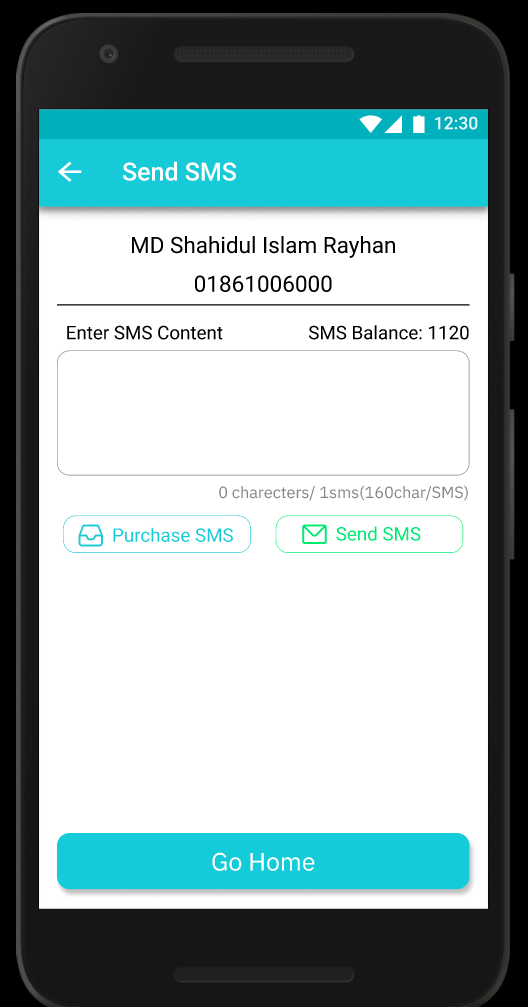 12:30
Send SMS
MD Shahidul Islam Rayhan
01861006000
Enter SMS Content SMS Balance: 1120
0 charecters/ 1sms(160char/SMS)
Purchase SMS Send SMS
Go Home